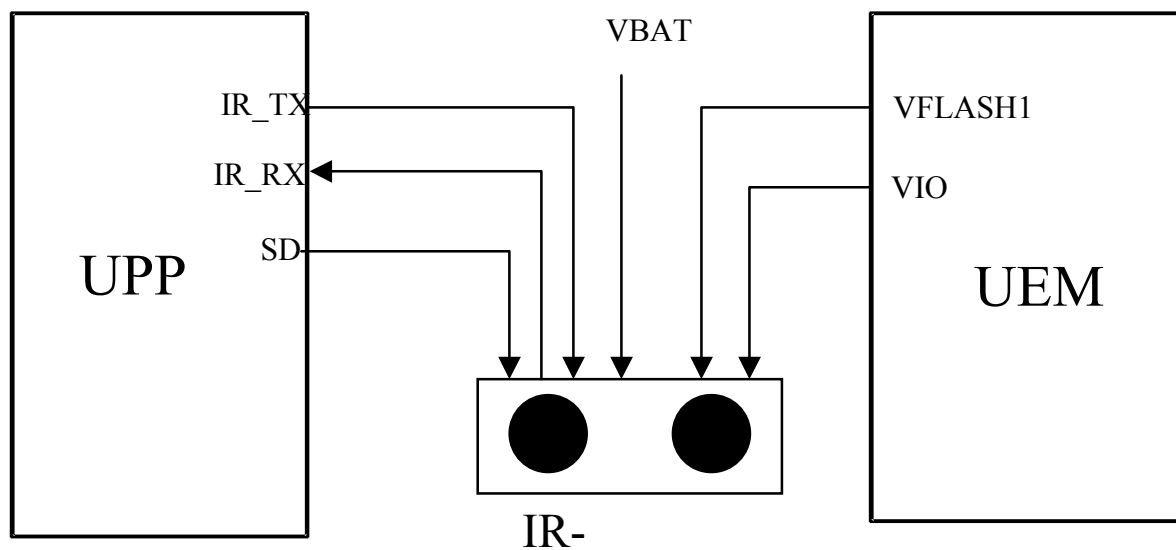 VBAT
IR_TX
IR_RX
SD
UPP
VFLASH1
VIO
UEM
IR-